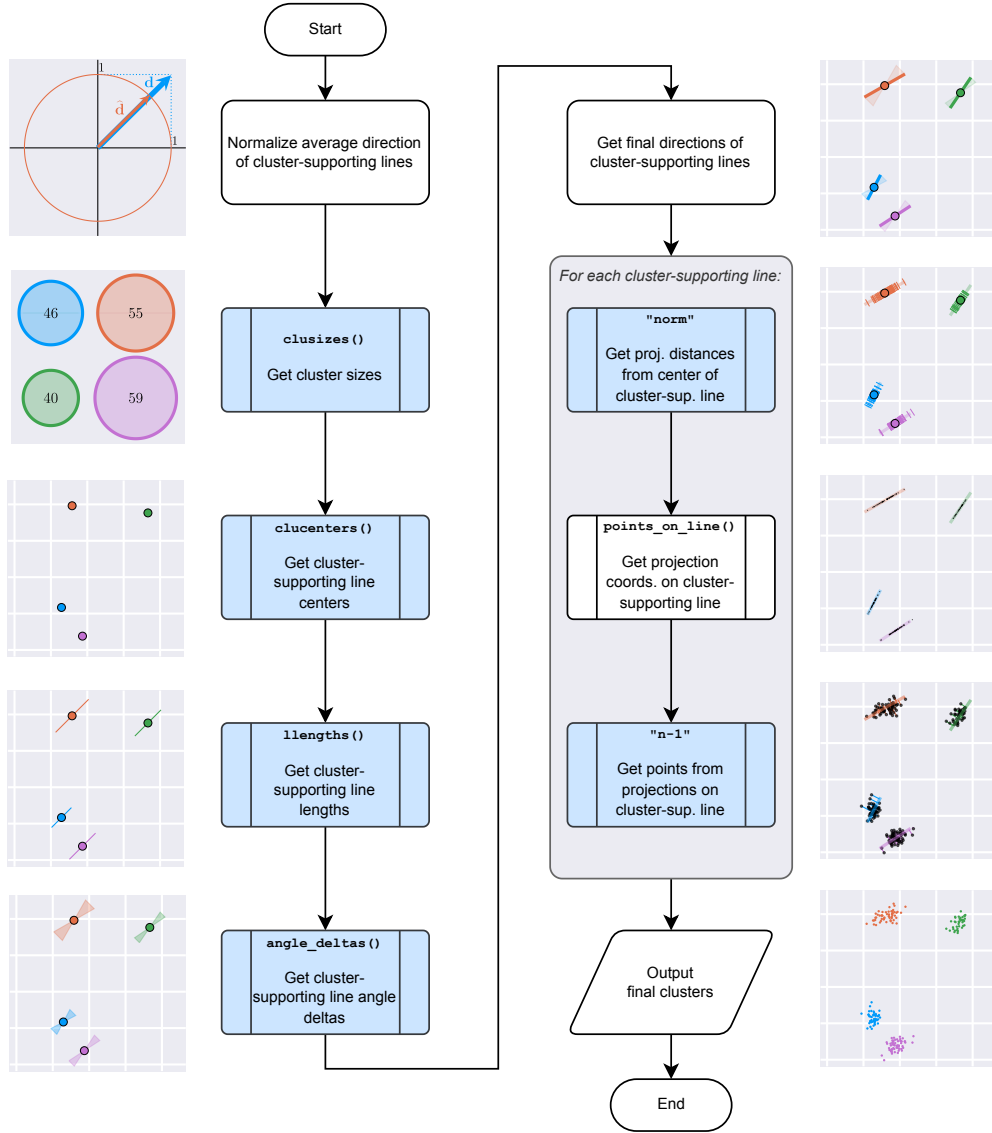 Start
1
d
d̂
1
Normalize average direction
of cluster-supporting lines
46
55
40
59
clusizes()
Get cluster sizes
clucenters()
Get cluster-
supporting line
centers
llengths()
Get cluster-
supporting line
lengths
angle_deltas()
Get cluster-
supporting line angle
deltas
Get final directions of
cluster-supporting lines
For each cluster-supporting line:
"norm"
Get proj. distances
from center of
cluster-sup. line
points_on_line()
Get projection
coords. on cluster-
supporting line
"n-1"
Get points from
projections on
cluster-sup. line
Output
final clusters
End